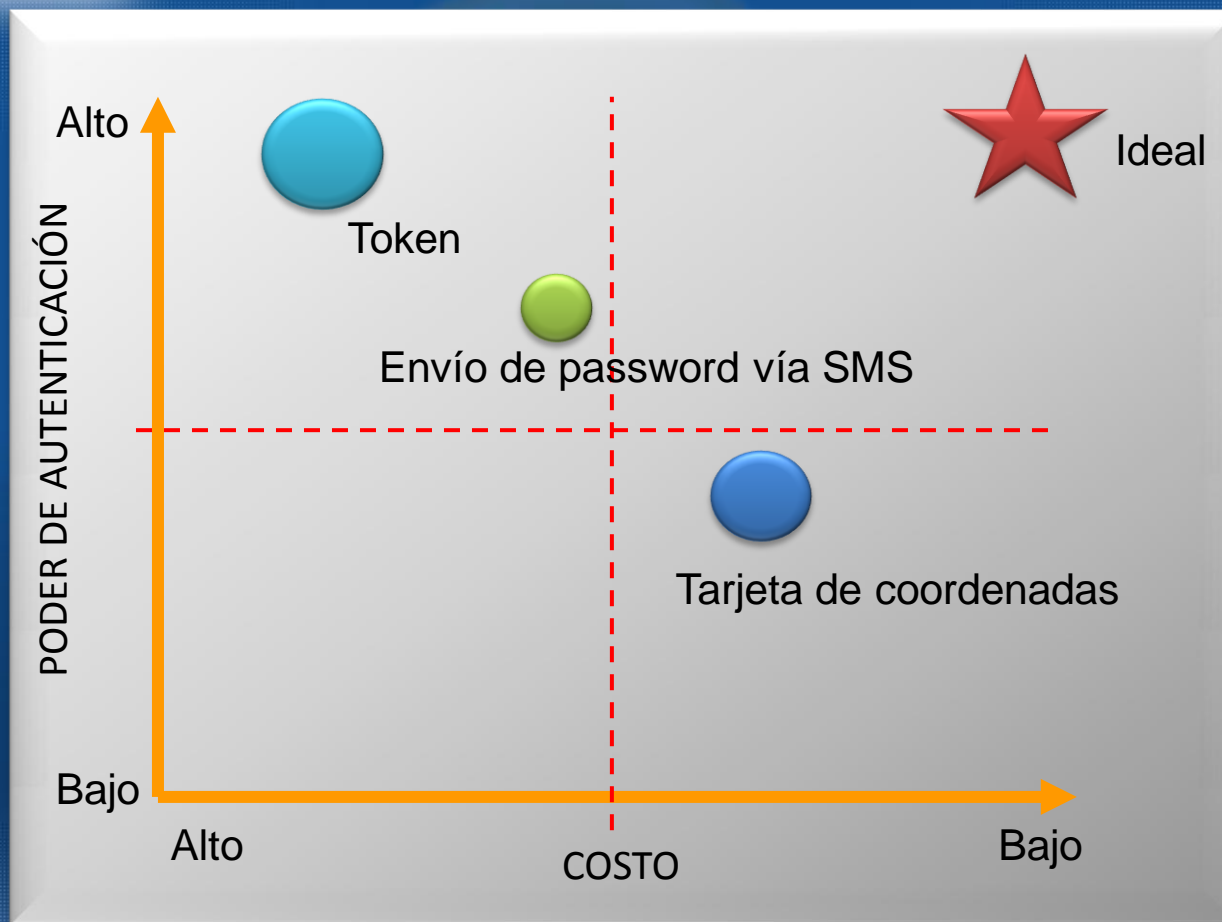 Alto
Ideal
Token
PODER DE AUTENTICACIÓN
Envío de password vía SMS
Tarjeta de coordenadas
Bajo
Alto
COSTO
Bajo